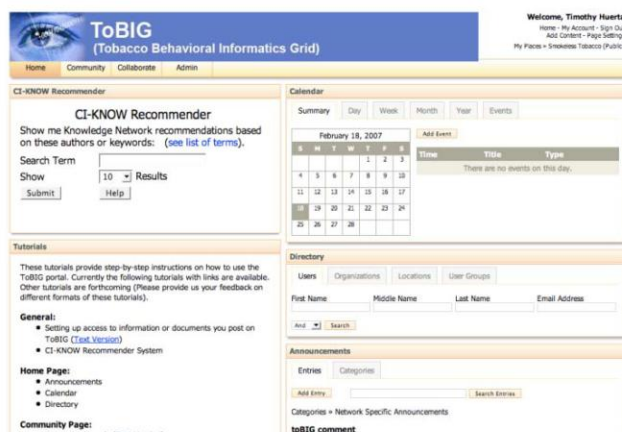 ToBIG
(Tobacco Behavioral Informatics Grid)
Welcome, Timothy Huerta
Home - My Account - Sign Ou
Add Content - Page Setting
My Places » Smokeless Tobacco (Public
Home Community Collaborate Admin
CI-KNOW Recommender
CI-KNOW Recommender
Show me Knowledge Network recommendations based
on these authors or keywords: (see list of terms).
Search Term
Show 10 Results
Submit Help
Tutorials
These tutorials provide step-by-step instructions on how to use the
ToBIG portal. Currently the following tutorials with links are available.
Other tutorials are forthcoming (Please provide us your feedback on
different formats of these tutorials).
General:
Setting up access to information or documents you post on
ToBIG (Text Version)
CI-KNOW Recommender System
Home Page:
Announcements
Calendar
Directory
Community Page:
Calendar
Summary Day Week Month Year Events
February 18, 2007
S M T W T F S
1 2 3
4 5 6 7 8 9 10
11 12 13 14 15 16 17
18 19 20 21 22 23 24
25 26 27 28
Add Event
Time Title Type
There are no events on this day.
Directory
Users Organizations Locations User Groups
First Name Middle Name Last Name Email Address
And Search
Announcements
Entries Categories
Add Entry Search Entries
Categories » Network Specific Announcements
toBIG comment